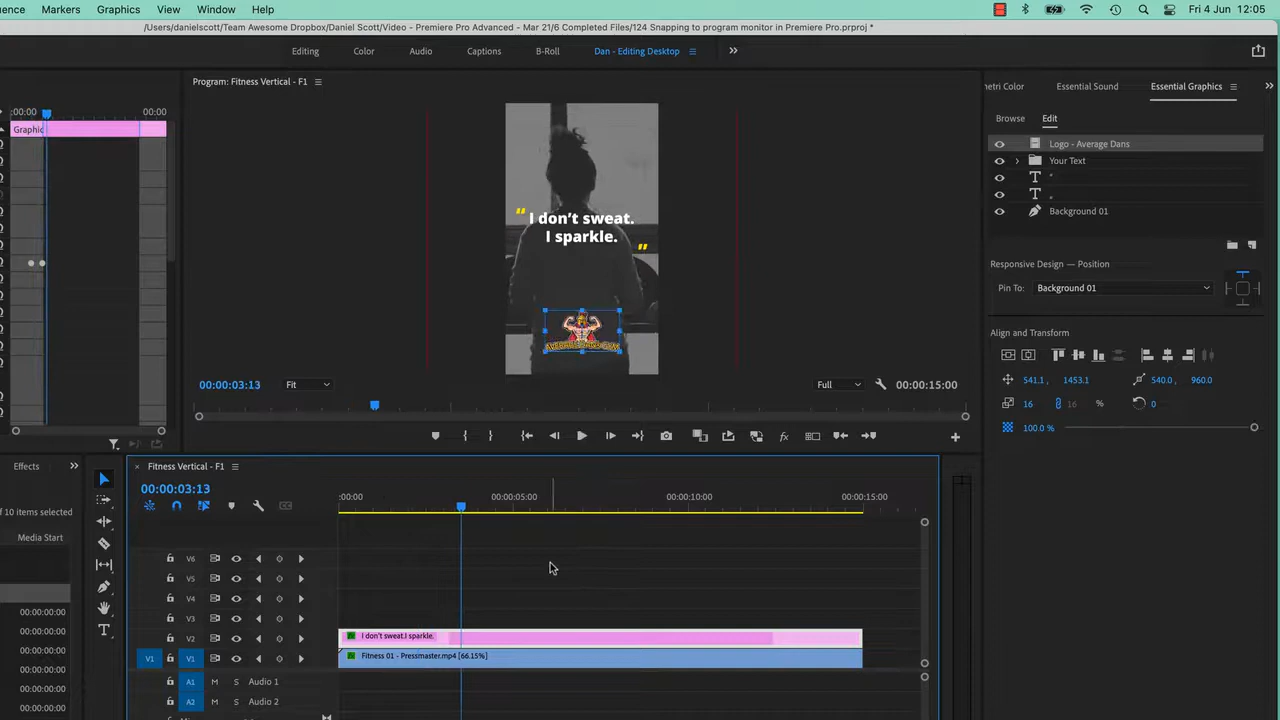 uence Markers Graphics View Window Help Fri 4 Jun 12:05
/Users/danielscott/Team Awesome Dropbox/Daniel Scott/Video - Premiere Pro Advanced - Mar 21/6 Completed Files/124 Snapping to program monitor in Premiere Pro.prproj *
Editing Color Audio Captions B-Roll Dan - Editing Desktop
Program: Fitness Vertical - F1
metri Color Essential Sound Essential Graphics
:00:00 00:00
Graphic
Browse Edit
Logo - Average Dans
Your Text
"
„
Background 01
" I don't sweat.
I sparkle. "
AVERAGE DANS GYM
Responsive Design — Position
Pin To: Background 01
Align and Transform
541.1 , 1453.1 540.0 , 960.0
16 16 % 0
100.0 %
00:00:03:13 Fit Full 00:00:15:00
Effects
Fitness Vertical - F1
00:00:03:13
:00:00 00:00:05:00 00:00:10:00 00:00:15:00
of 10 items selected
Media Start
V6
V5
V4
V3
V2 I don't sweat.I sparkle.
V1 V1 Fitness 01 - Pressmaster.mp4 [66.15%]
A1 M S Audio 1
A2 M S Audio 2
00:00:00:00
00:00:00:00
00:00:00:00
00:00:00:00
00:00:00:00